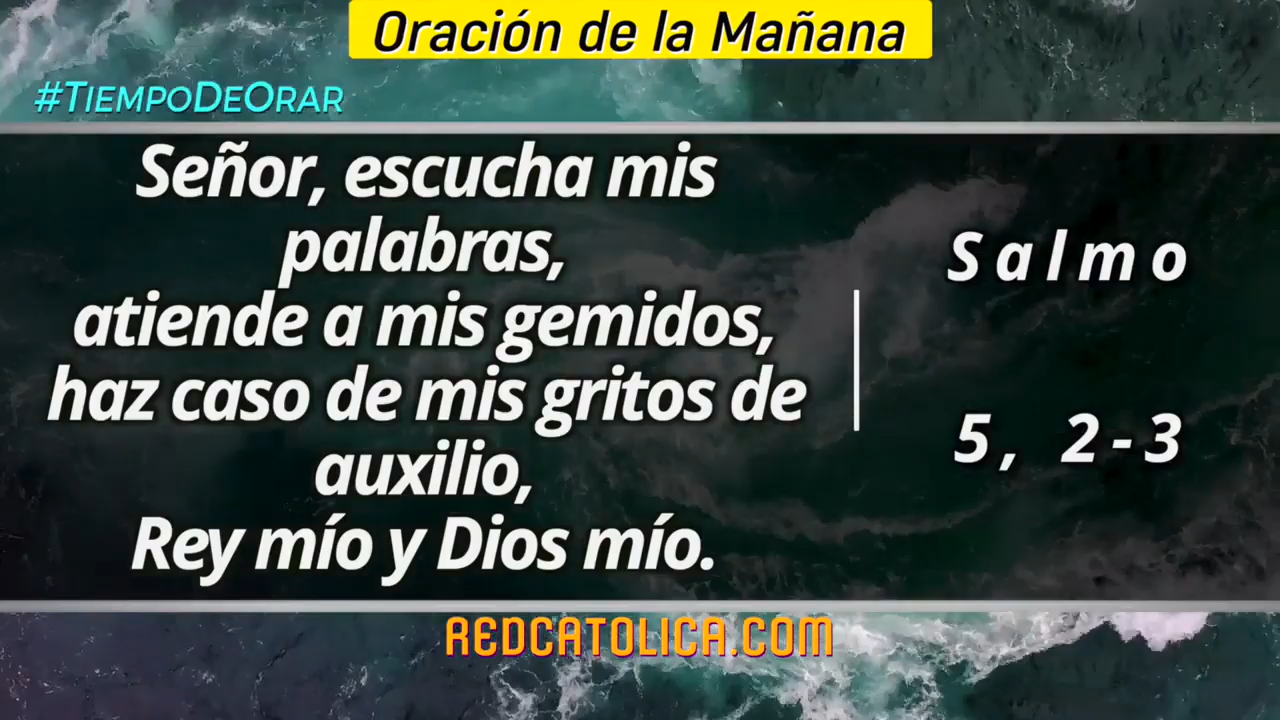 Oración de la Mañana
#TiempoDeOrar
Señor, escucha mis
palabras,
atiende a mis gemidos,
haz caso de mis gritos de
auxilio,
Rey mío y Dios mío.
Salmo
5, 2-3
REDCATOLICA.COM